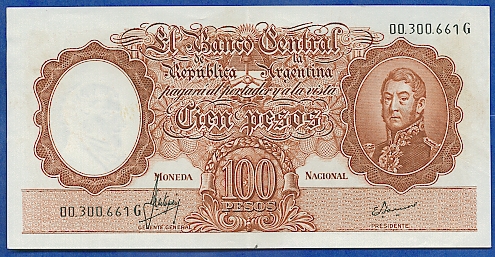 00.300.661 G
El Banco Central
de la
República Argentina
pagará al portador y a la vista
Cien pesos
MONEDA NACIONAL
100
PESOS
00.300.661 G
GERENTE GENERAL
PRESIDENTE